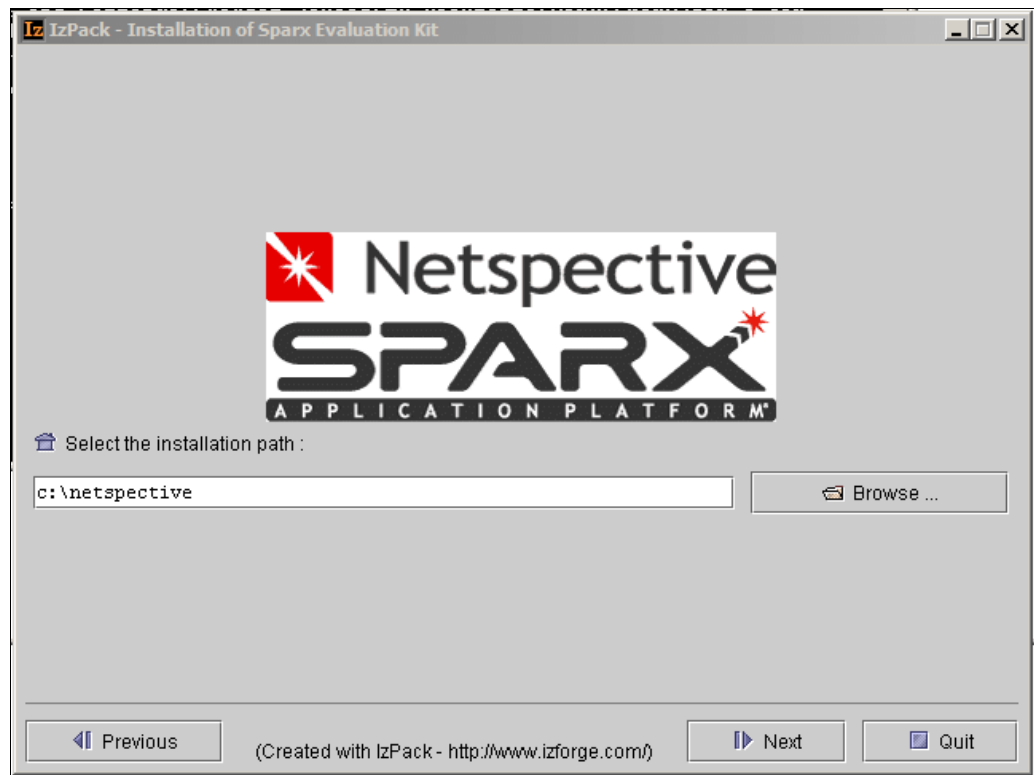 Iz IzPack - Installation of Sparx Evaluation Kit
Netspective
SPARX
APPLICATION PLATFORM
Select the installation path :
c:\netspective
Browse ...
Previous
(Created with IzPack - http://www.izforge.com/)
Next
Quit